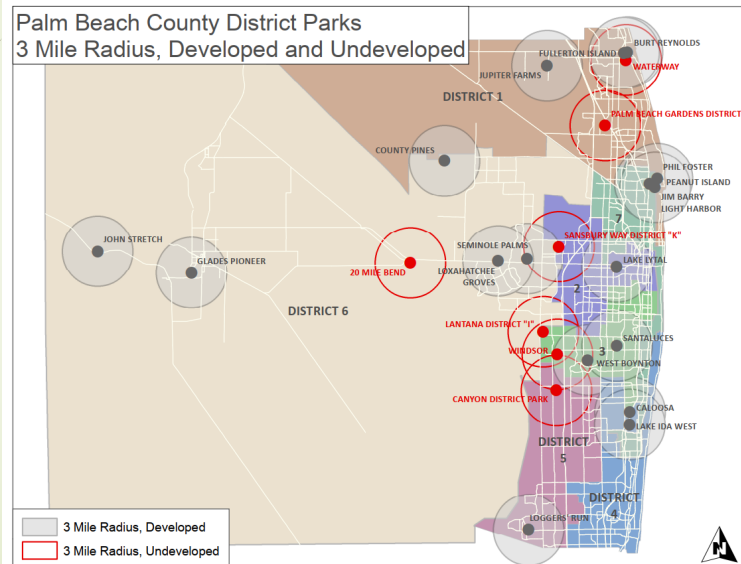 Palm Beach County District Parks
3 Mile Radius, Developed and Undeveloped
BURT REYNOLDS
FULLERTON ISLAND
WATERWAY
JUPITER FARMS
DISTRICT 1
PALM BEACH GARDENS DISTRICT
COUNTY PINES
PHIL FOSTER
PEANUT ISLAND
JIM BARRY
LIGHT HARBOR
7
JOHN STRETCH
SANSBURY WAY DISTRICT "K"
SEMINOLE PALMS
GLADES PIONEER
20 MILE BEND
LOXAHATCHEE
GROVES
LAKE LYTAL
2
DISTRICT 6
LANTANA DISTRICT "I"
SANTALUCES
WINDSOR
3
WEST BOYNTON
CANYON DISTRICT PARK
CALOOSA
LAKE IDA WEST
DISTRICT
5
DISTRICT
4
LOGGERS' RUN
3 Mile Radius, Developed
3 Mile Radius, Undeveloped
N